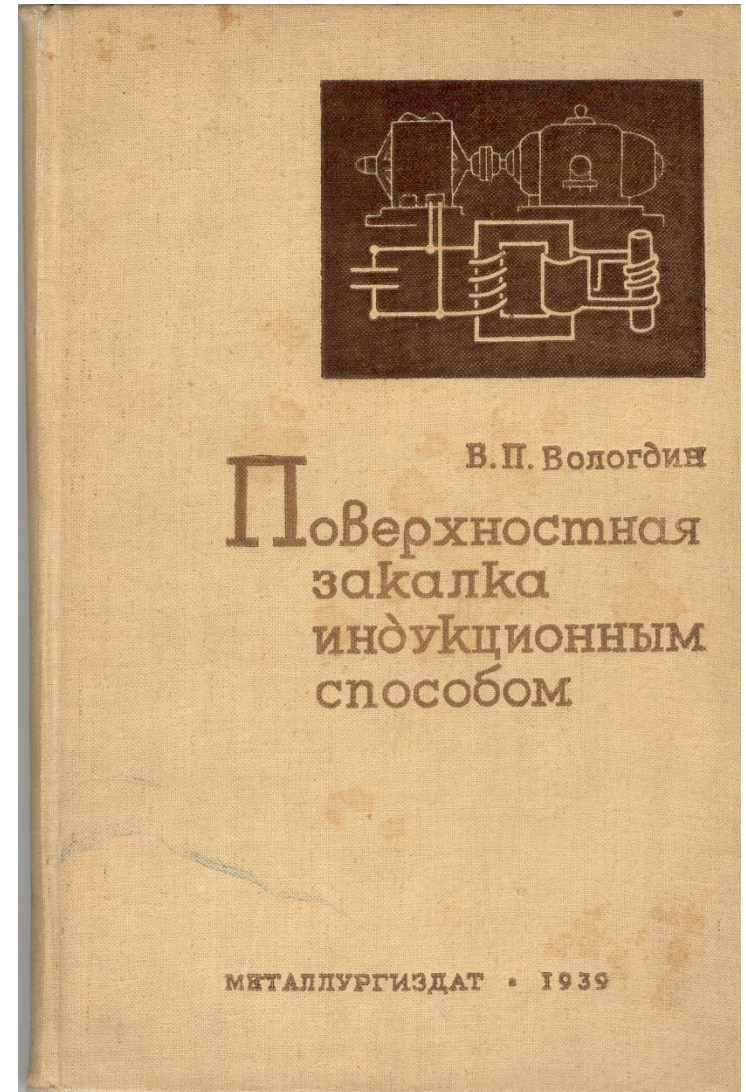 В.П. Вологдин
Поверхностная
закалка
индукционным
способом
МЕТАЛЛУРГИЗДАТ • 1939